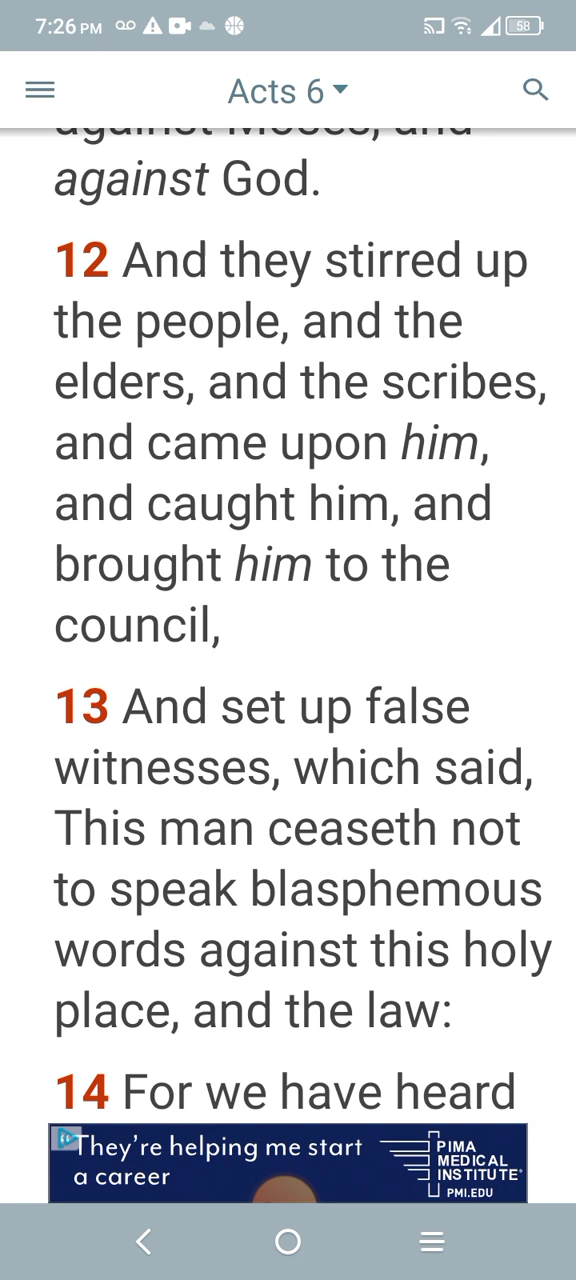 7:26 PM
58
Acts 6
against Moses, and
against God.
12 And they stirred up
the people, and the
elders, and the scribes,
and came upon him,
and caught him, and
brought him to the
council,
13 And set up false
witnesses, which said,
This man ceaseth not
to speak blasphemous
words against this holy
place, and the law:
14 For we have heard
They're helping me start
a career
PIMA
MEDICAL
INSTITUTE®
PMI.EDU